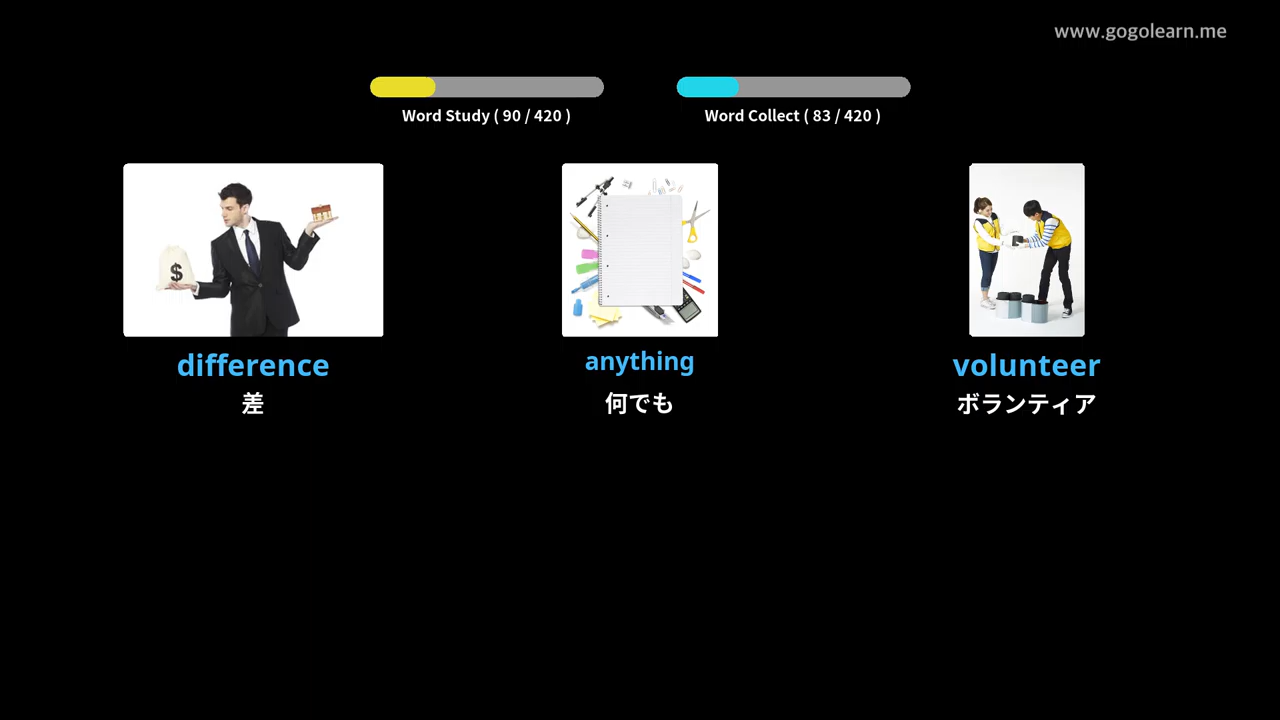 www.gogolearn.me
Word Study ( 90 / 420 )
Word Collect ( 83 / 420 )
$
difference
anything
volunteer
差
何でも
ボランティア